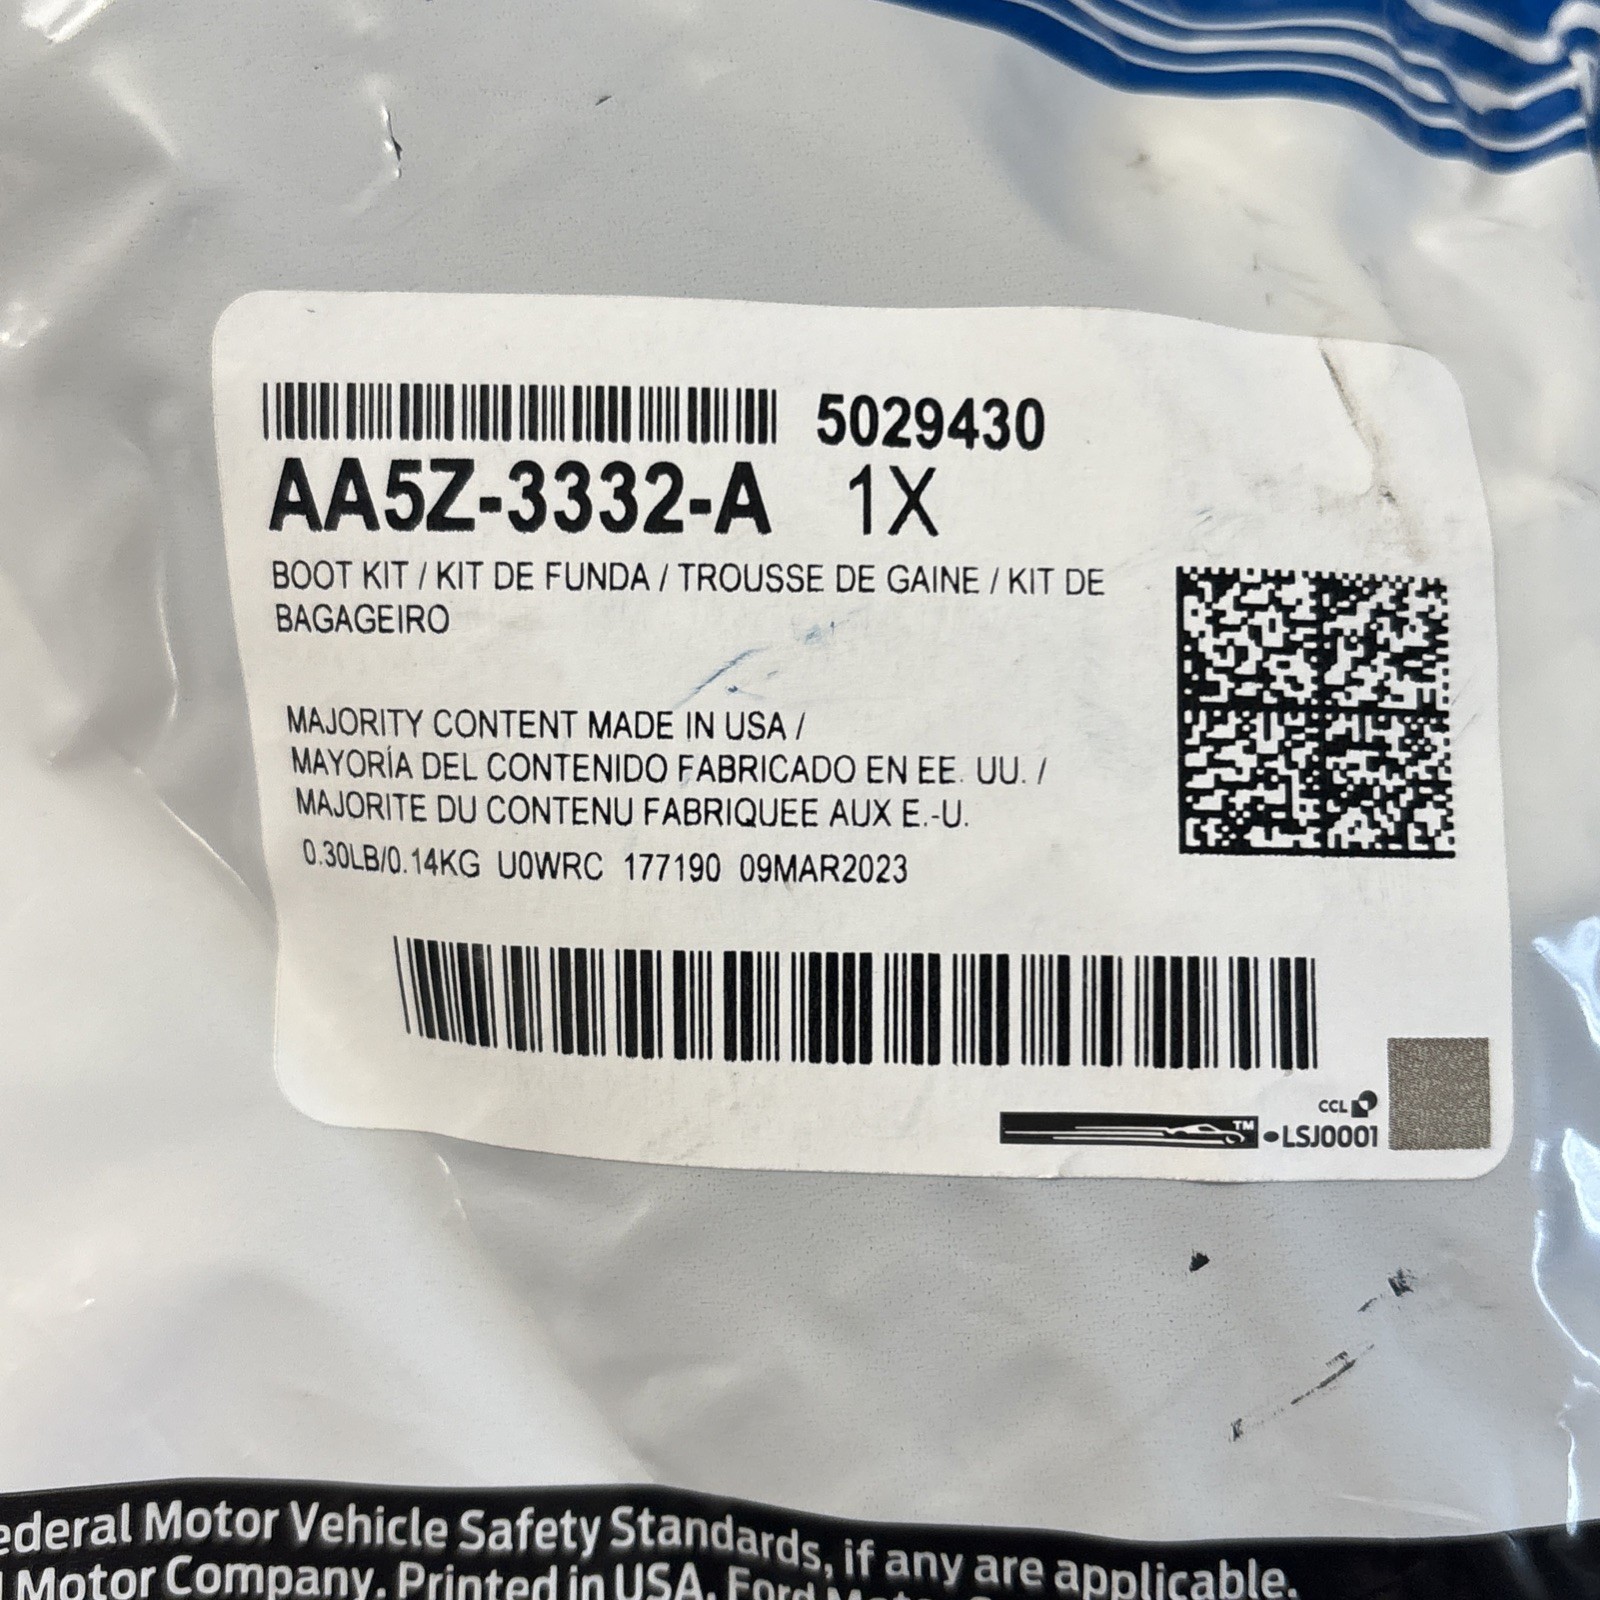 5029430
AA5Z-3332-A 1X
BOOT KIT / KIT DE FUNDA / TROUSSE DE GAINE / KIT DE
BAGAGEIRO
MAJORITY CONTENT MADE IN USA /
MAYORÍA DEL CONTENIDO FABRICADO EN EE. UU. /
MAJORITE DU CONTENU FABRIQUEE AUX E.-U.
0.30LB/0.14KG U0WRC 177190 09MAR2023
CCL
TM
•LSJ0001
ederal Motor Vehicle Safety Standards, if any are applicable.
Motor Company. Printed in USA. Ford